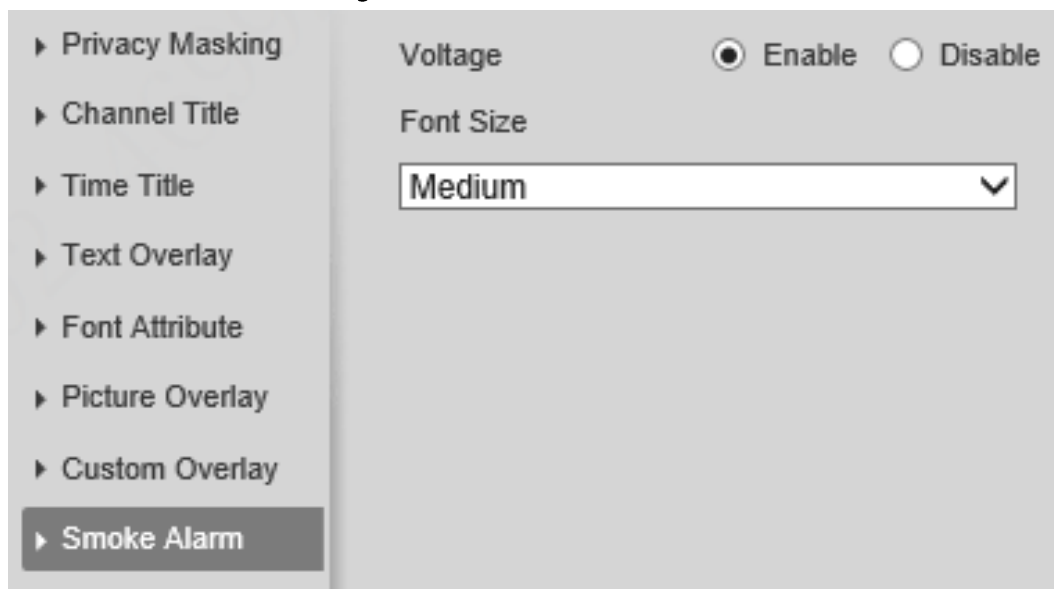 Privacy Masking
Channel Title
Time Title
Text Overlay
Font Attribute
Picture Overlay
Custom Overlay
Smoke Alarm
Voltage Enable Disable
Font Size
Medium